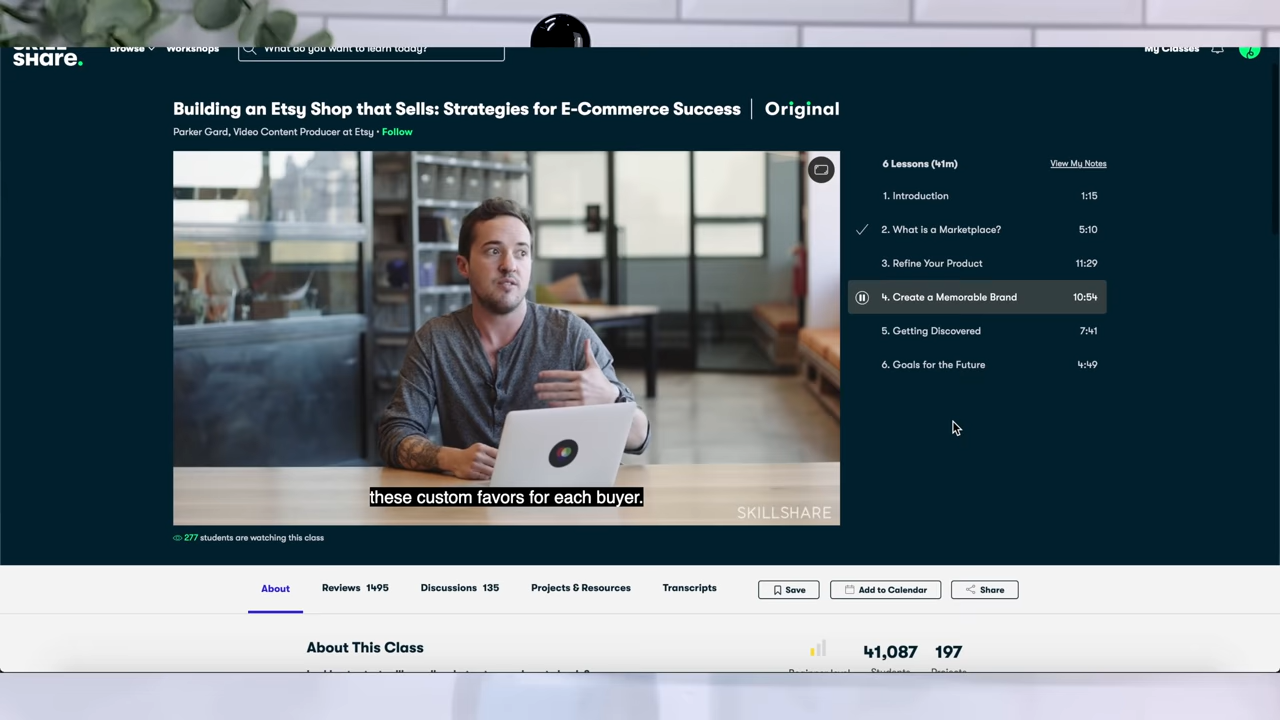 SKILL
share.
Browse
Workshops
What do you want to learn today?
My Classes
Building an Etsy Shop that Sells: Strategies for E-Commerce Success | Original
Parker Gard, Video Content Producer at Etsy • Follow
6 Lessons (41m)
View My Notes
1. Introduction 1:15
2. What is a Marketplace? 5:10
3. Refine Your Product 11:29
4. Create a Memorable Brand 10:54
5. Getting Discovered 7:41
6. Goals for the Future 4:49
these custom favors for each buyer.
SKILLSHARE
277 students are watching this class
About
Reviews 1495
Discussions 135
Projects & Resources
Transcripts
Save
Add to Calendar
Share
About This Class
41,087
197
Students
Projects